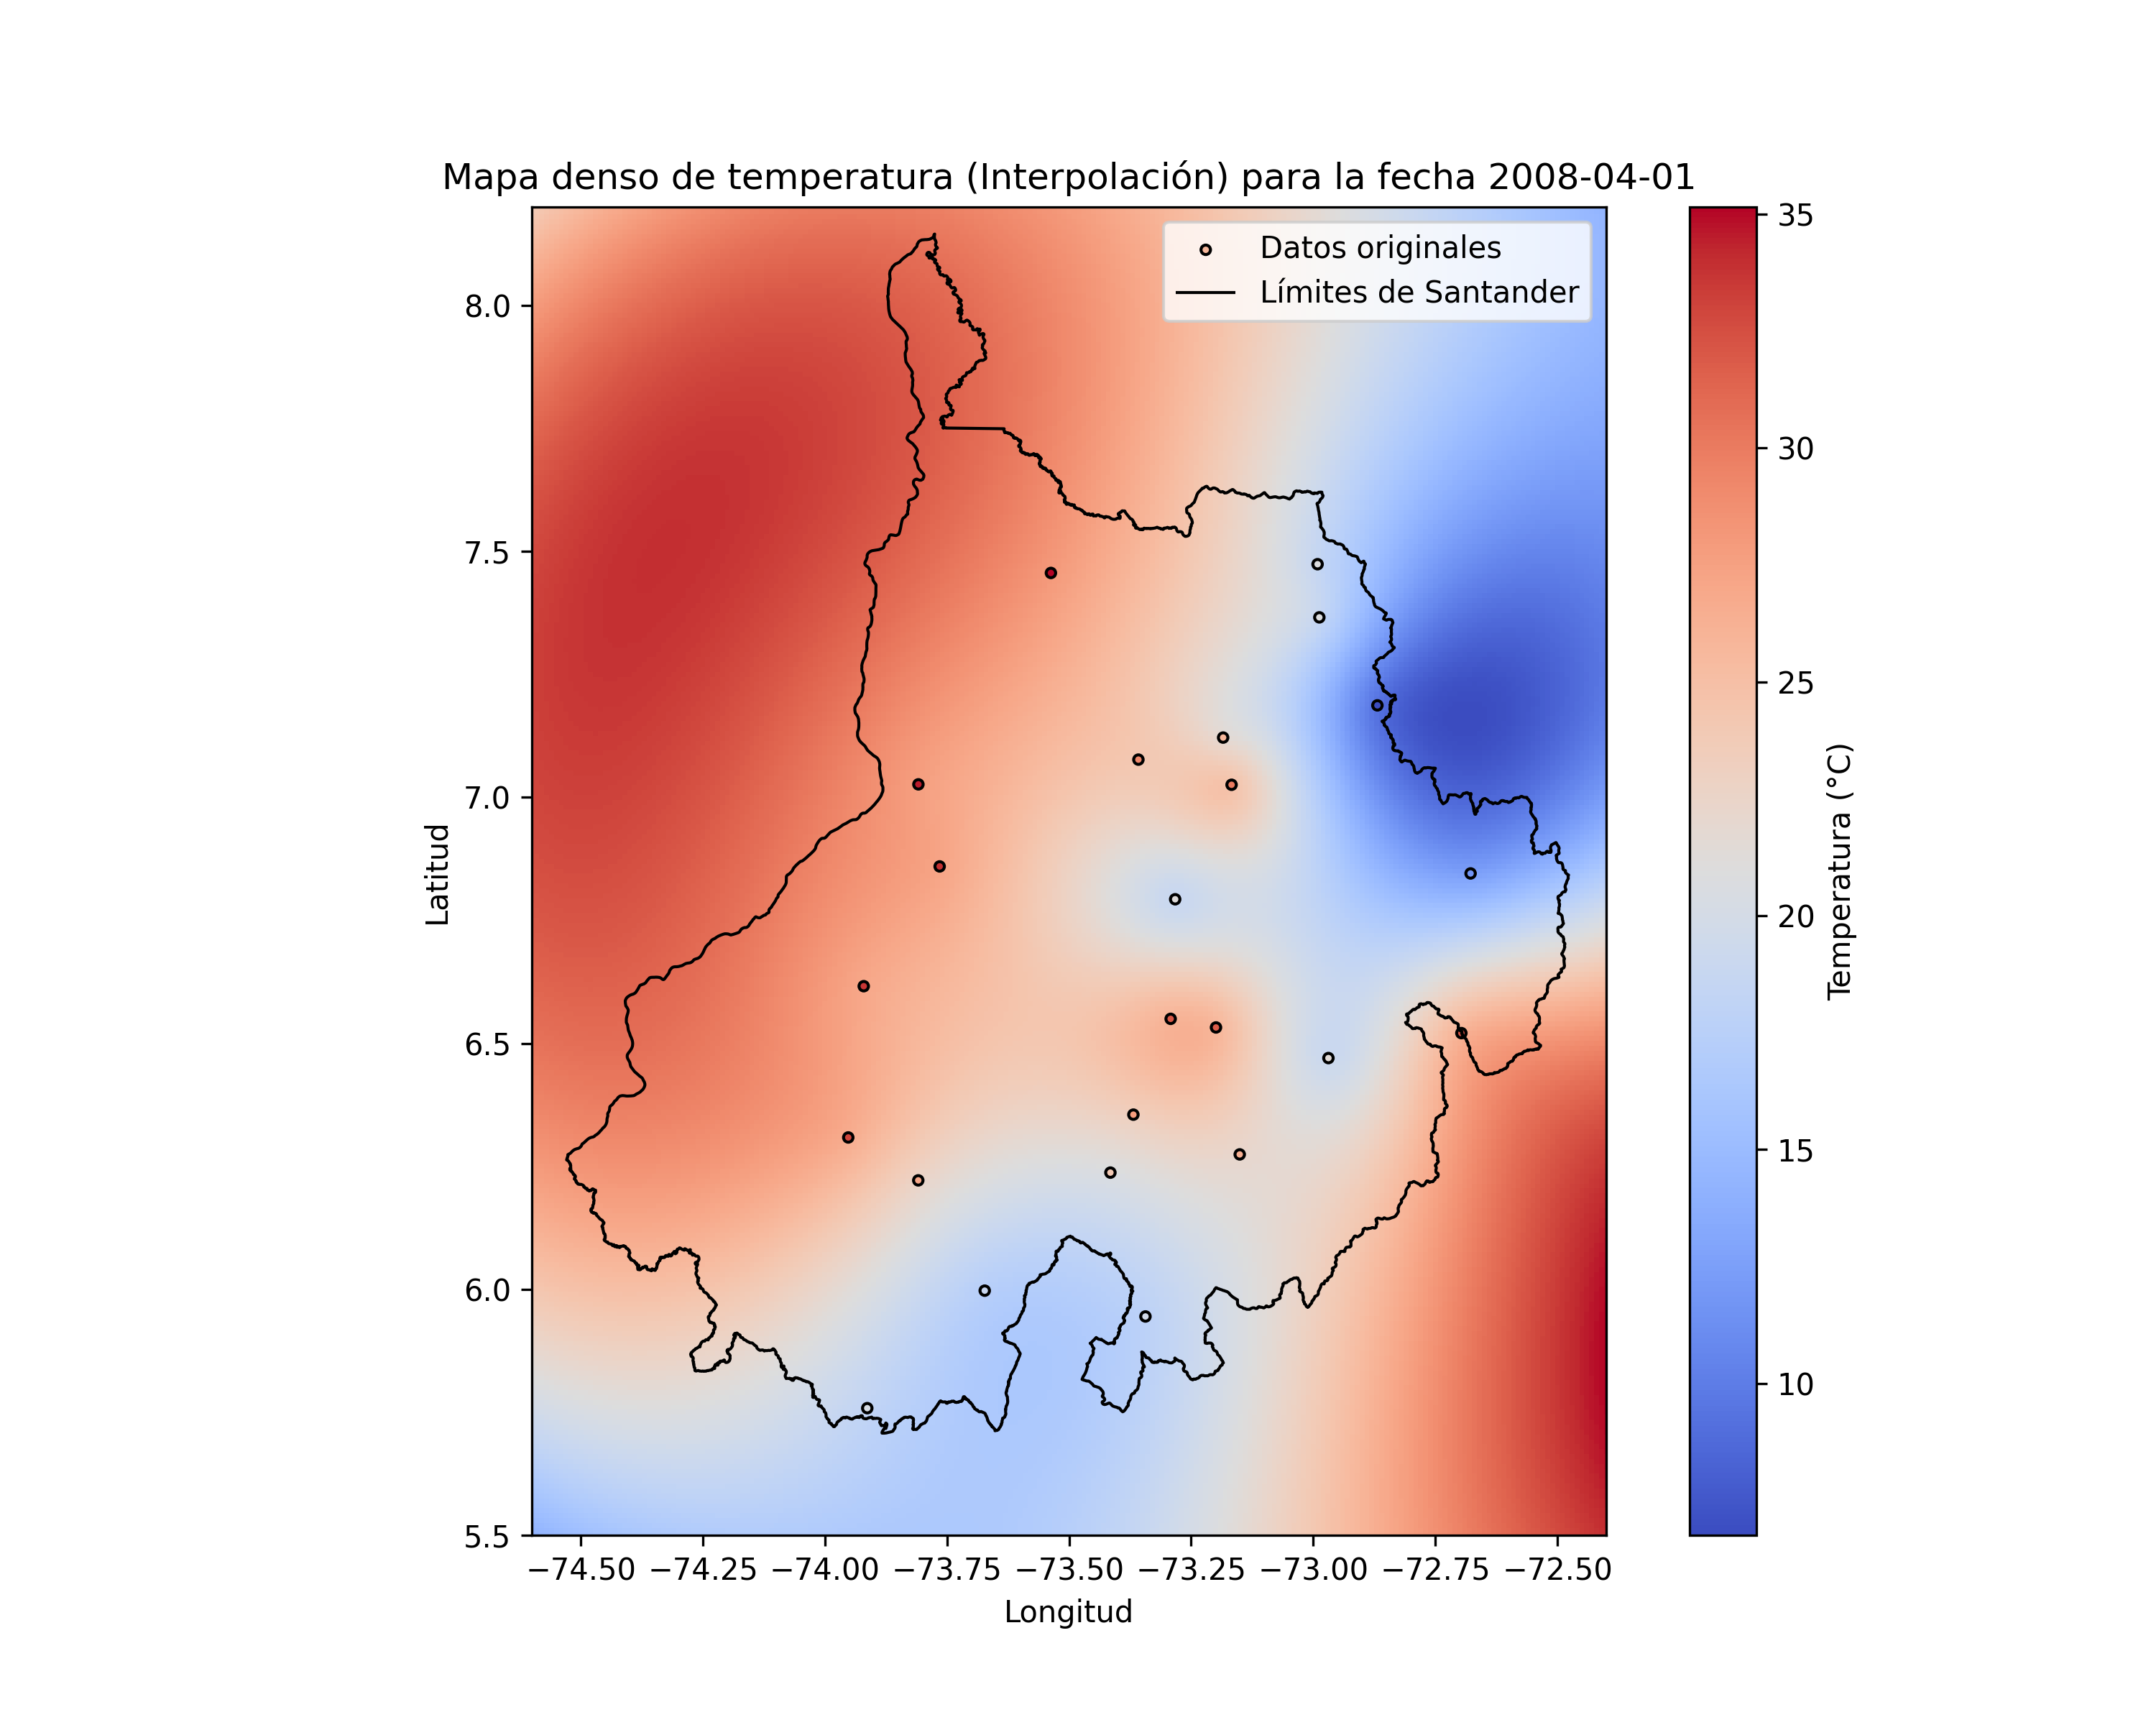 Mapa denso de temperatura (Interpolación) para la fecha 2008-04-01
Datos originales
Límites de Santander
8.0
7.5
7.0
6.5
6.0
5.5
Latitud
−74.50 −74.25 −74.00 −73.75 −73.50 −73.25 −73.00 −72.75 −72.50
Longitud
35
30
25
20
15
10
Temperatura (°C)